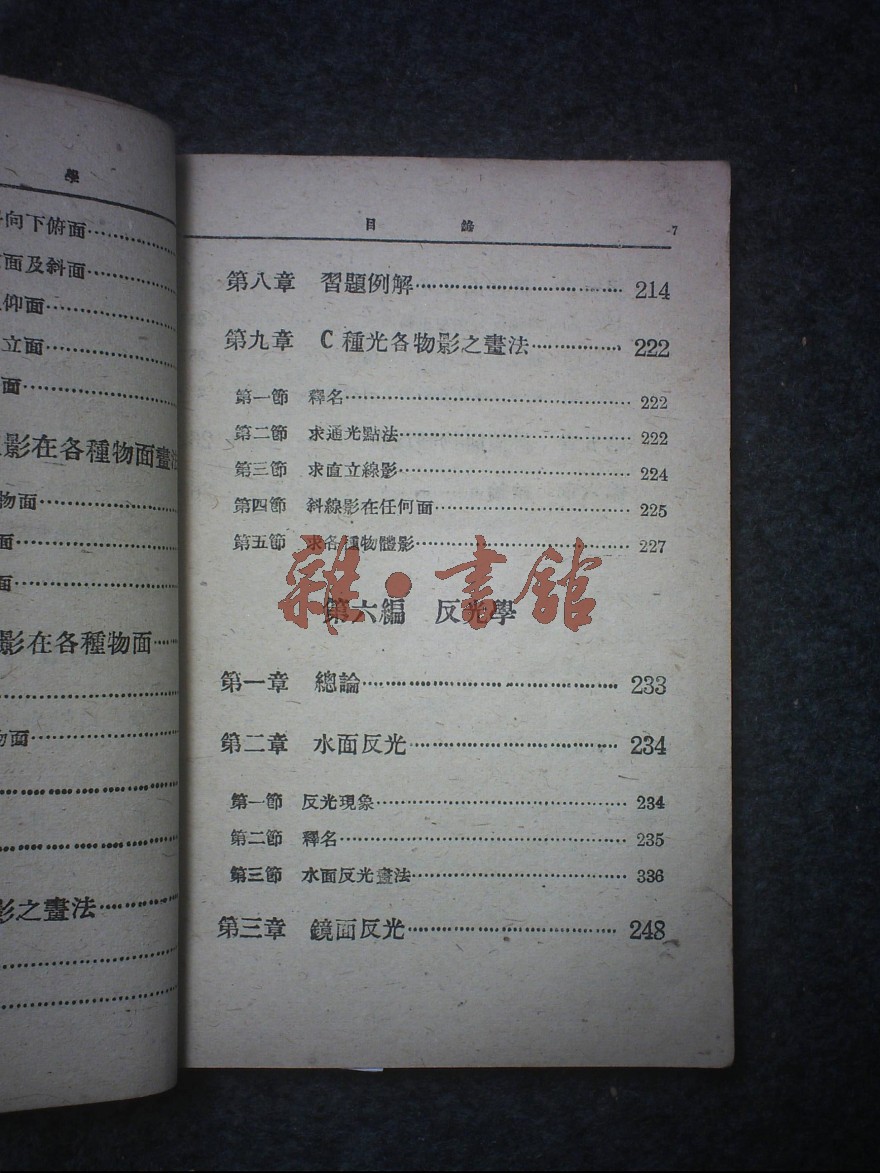 學
向下俯面
面及斜面
仰面
立面
面
影在各種物面畫法
物面
面
面
影在各種物面
物面
影之畫法
目錄 7
第八章 習題例解 214
第九章 C種光各物影之畫法 222
第一節 釋名 222
第二節 求通光點法 222
第三節 求直立線影 224
第四節 斜線影在任何面 225
第五節 求各種物體影 227
雜·書館
第六編 反光學
第一章 總論 233
第二章 水面反光 234
第一節 反光現象 234
第二節 釋名 235
第三節 水面反光畫法 336
第三章 鏡面反光 248